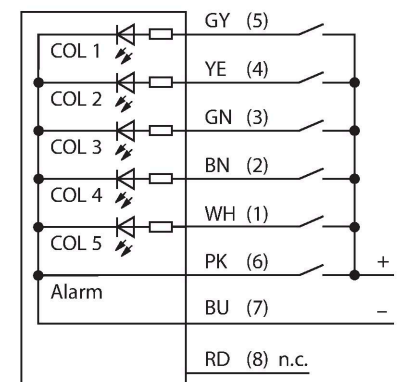 GY (5)
COL 1
YE (4)
COL 2
GN (3)
COL 3
BN (2)
COL 4
WH (1)
COL 5
PK (6)
+
Alarm
BU (7)
–
RD (8) n.c.